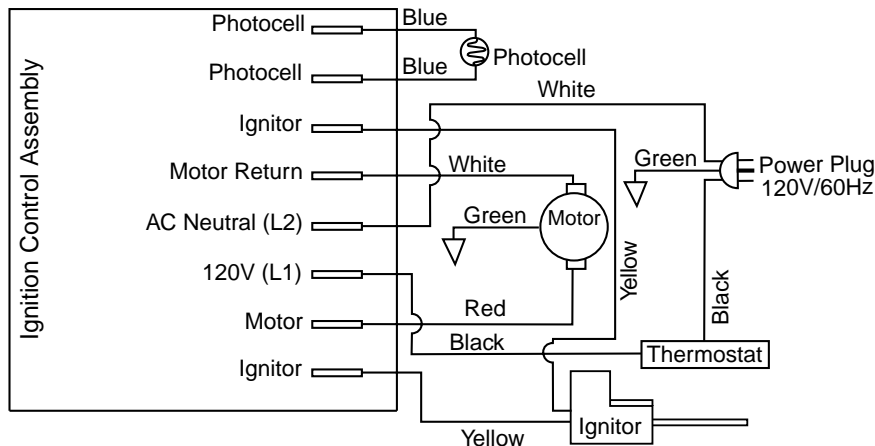 Ignition Control Assembly
Photocell
Blue
Photocell
Photocell
Blue
White
Ignitor
Motor Return
White
Green
Power Plug
120V/60Hz
AC Neutral (L2)
Green
Motor
120V (L1)
Yellow
Black
Motor
Red
Black
Thermostat
Ignitor
Yellow
Ignitor